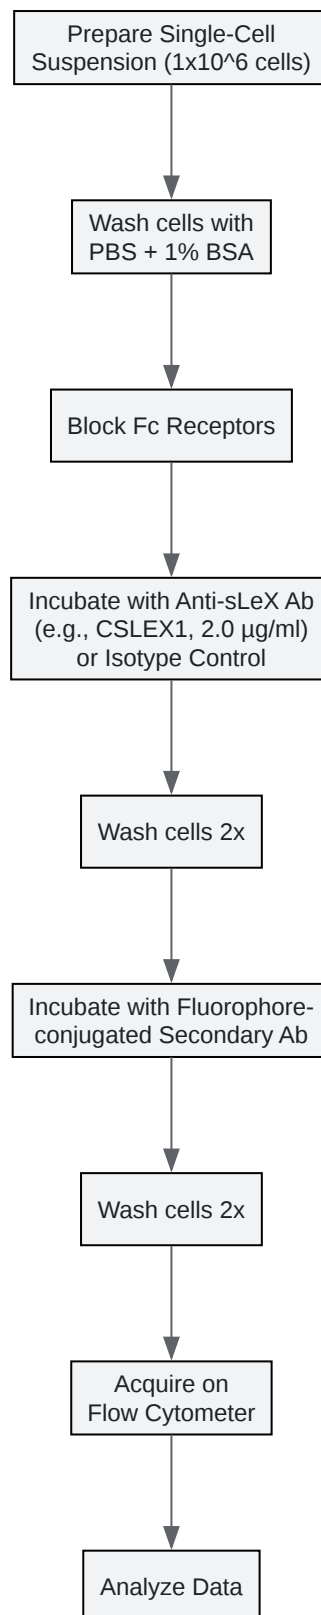 Prepare Single-Cell
Suspension (1x10^6 cells)
Wash cells with
PBS + 1% BSA
Block Fc Receptors
Incubate with Anti-sLeX Ab
(e.g., CSLEX1, 2.0 µg/ml)
or Isotype Control
Wash cells 2x
Incubate with Fluorophore-
conjugated Secondary Ab
Wash cells 2x
Acquire on
Flow Cytometer
Analyze Data